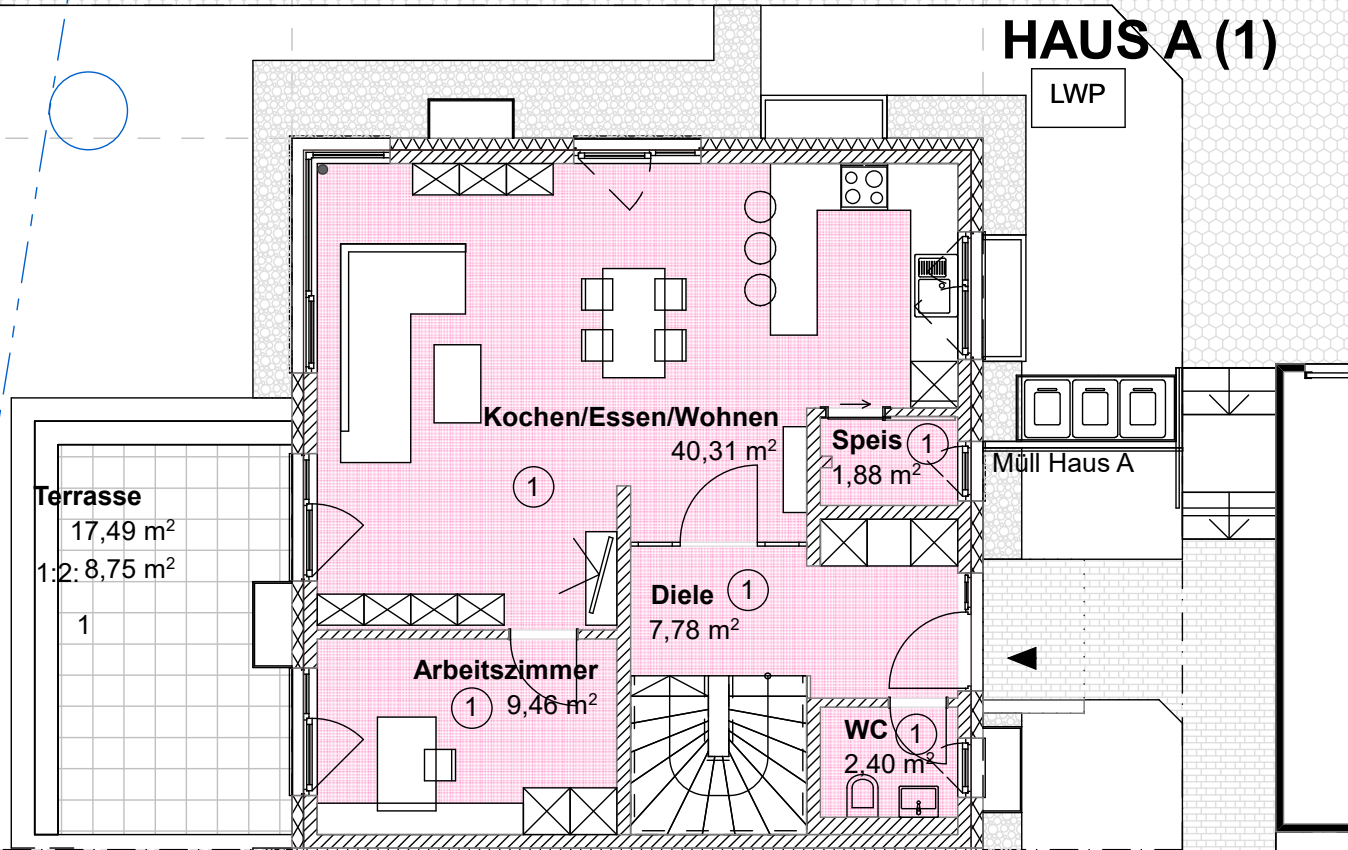 HAUS A (1)
LWP
Kochen/Essen/Wohnen
40,31 m²
1
Speis 1
1,88 m²
Müll Haus A
Terrasse
17,49 m²
1:2: 8,75 m²
1
Diele 1
7,78 m²
Arbeitszimmer
1 9,46 m²
WC 1
2,40 m²